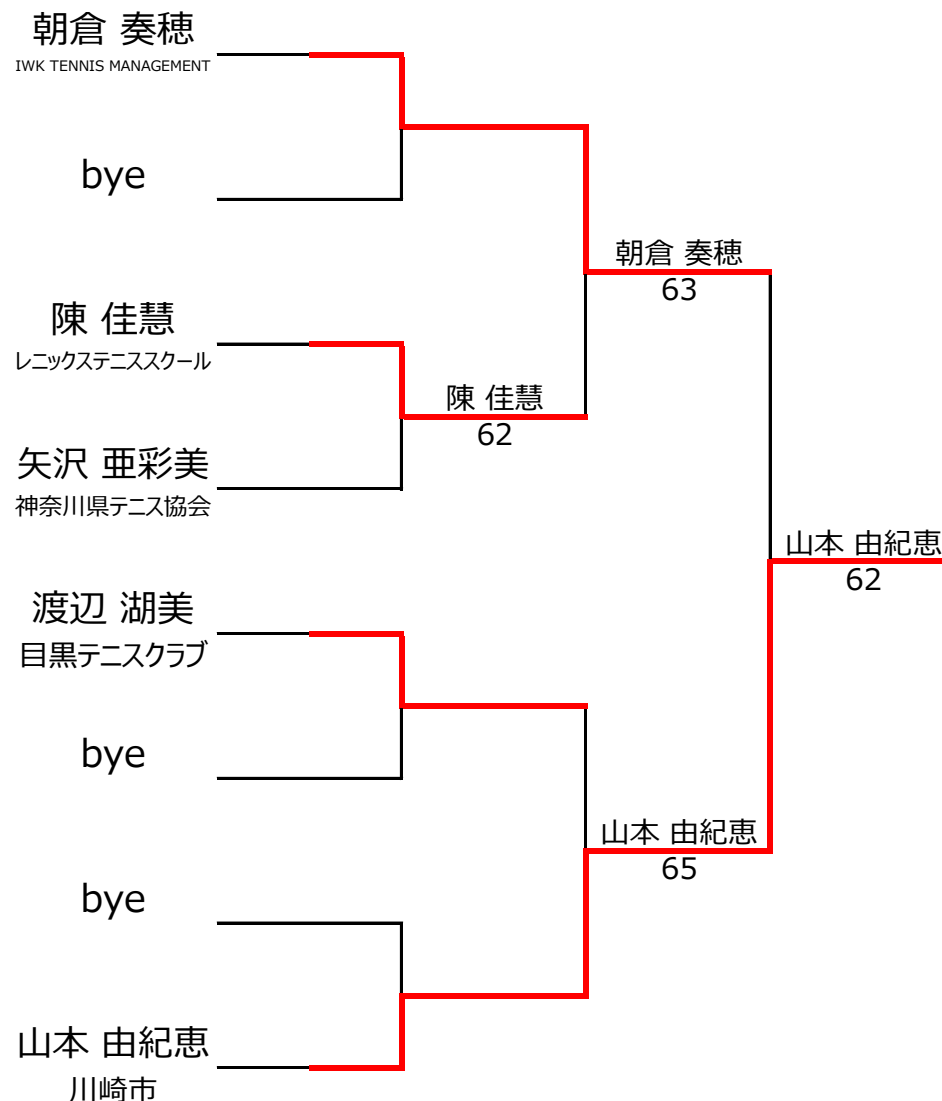 朝倉 奏穂
IWK TENNIS MANAGEMENT
bye
朝倉 奏穂
63
陳 佳慧
レニックステニススクール
陳 佳慧
62
矢沢 亜彩美
神奈川県テニス協会
山本 由紀恵
62
渡辺 湖美
目黒テニスクラブ
bye
山本 由紀恵
65
bye
山本 由紀恵
川崎市